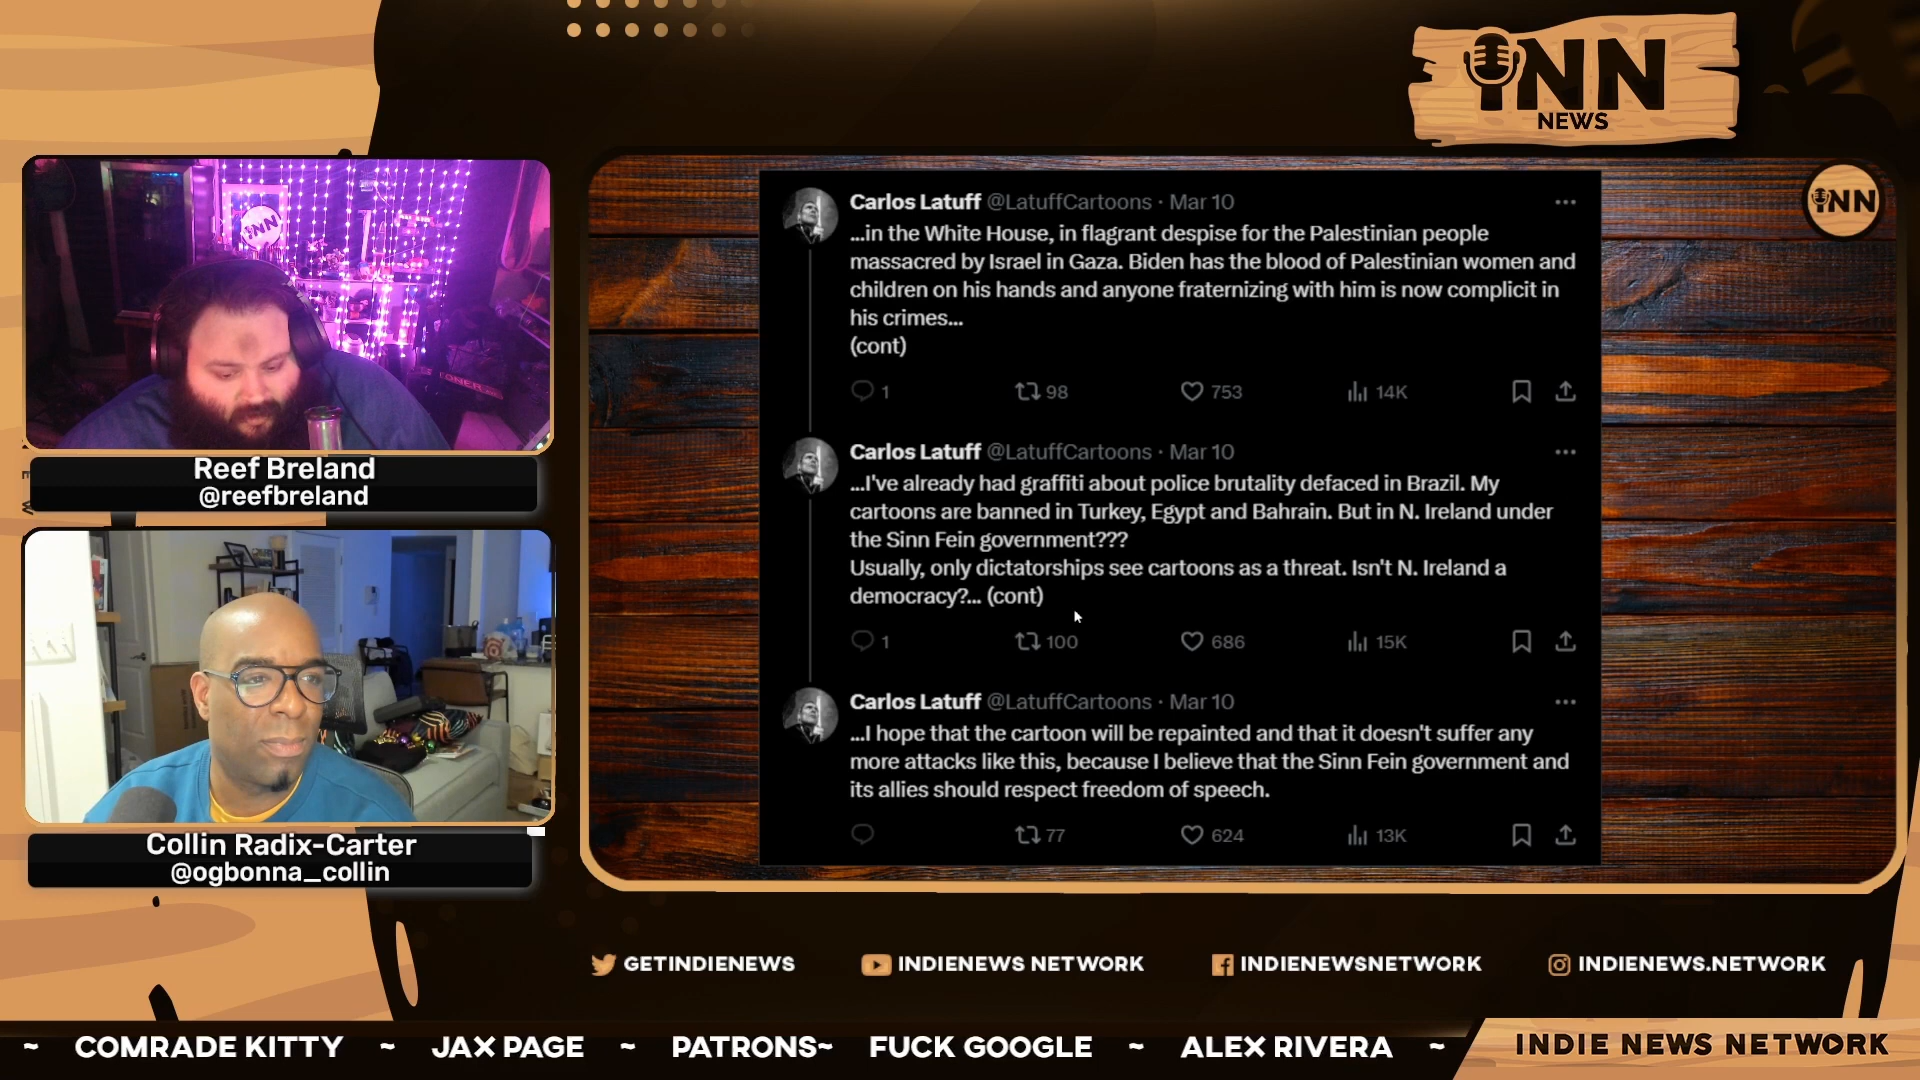 INN
NEWS
INN
INN
Reef Breland
@reefbreland
Collin Radix-Carter
@ogbonna_collin
Carlos Latuff @LatuffCartoons · Mar 10
...in the White House, in flagrant despise for the Palestinian people
massacred by Israel in Gaza. Biden has the blood of Palestinian women and
children on his hands and anyone fraternizing with him is now complicit in
his crimes...
(cont)
1 98 753 14K
Carlos Latuff @LatuffCartoons · Mar 10
...I've already had graffiti about police brutality defaced in Brazil. My
cartoons are banned in Turkey, Egypt and Bahrain. But in N. Ireland under
the Sinn Fein government???
Usually, only dictatorships see cartoons as a threat. Isn't N. Ireland a
democracy?... (cont)
1 100 686 15K
Carlos Latuff @LatuffCartoons · Mar 10
...I hope that the cartoon will be repainted and that it doesn't suffer any
more attacks like this, because I believe that the Sinn Fein government and
its allies should respect freedom of speech.
77 624 13K
GETINDIENEWS INDIENEWS NETWORK INDIENEWSNETWORK INDIENEWS.NETWORK
~ COMRADE KITTY ~ JAX PAGE ~ PATRONS~ FUCK GOOGLE ~ ALEX RIVERA ~
INDIE NEWS NETWORK